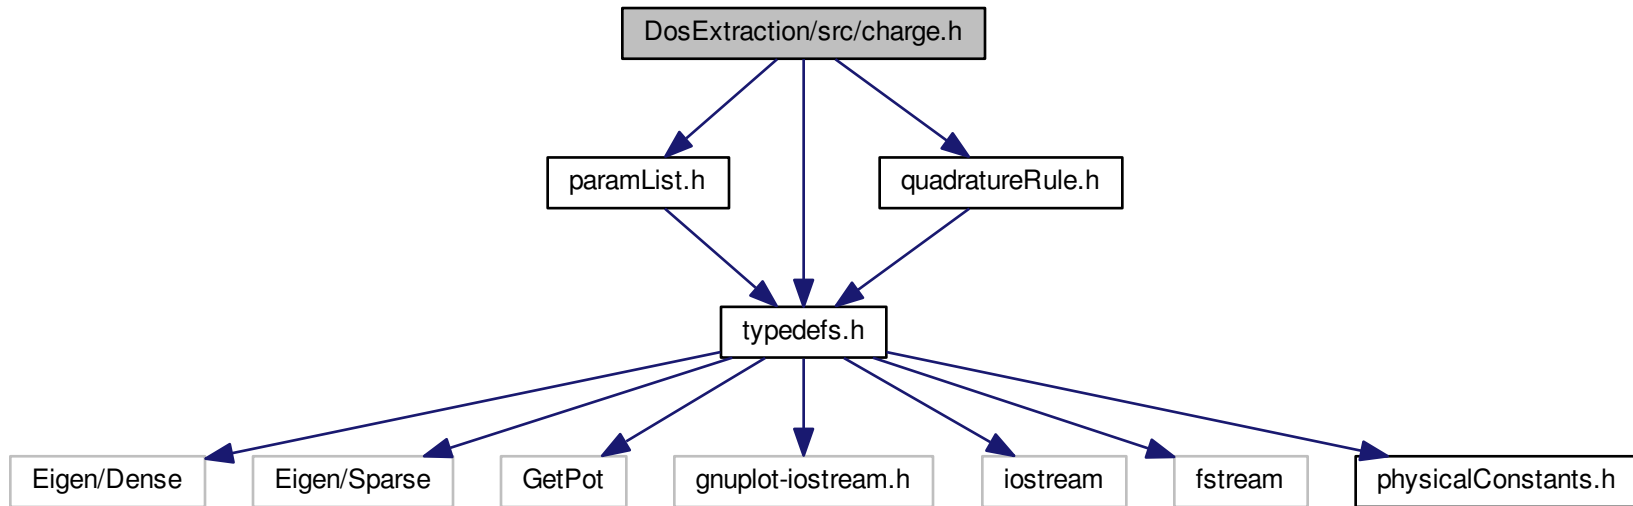 DosExtraction/src/charge.h
paramList.h
quadratureRule.h
typedefs.h
Eigen/Dense
Eigen/Sparse
GetPot
gnuplot-iostream.h
iostream
fstream
physicalConstants.h